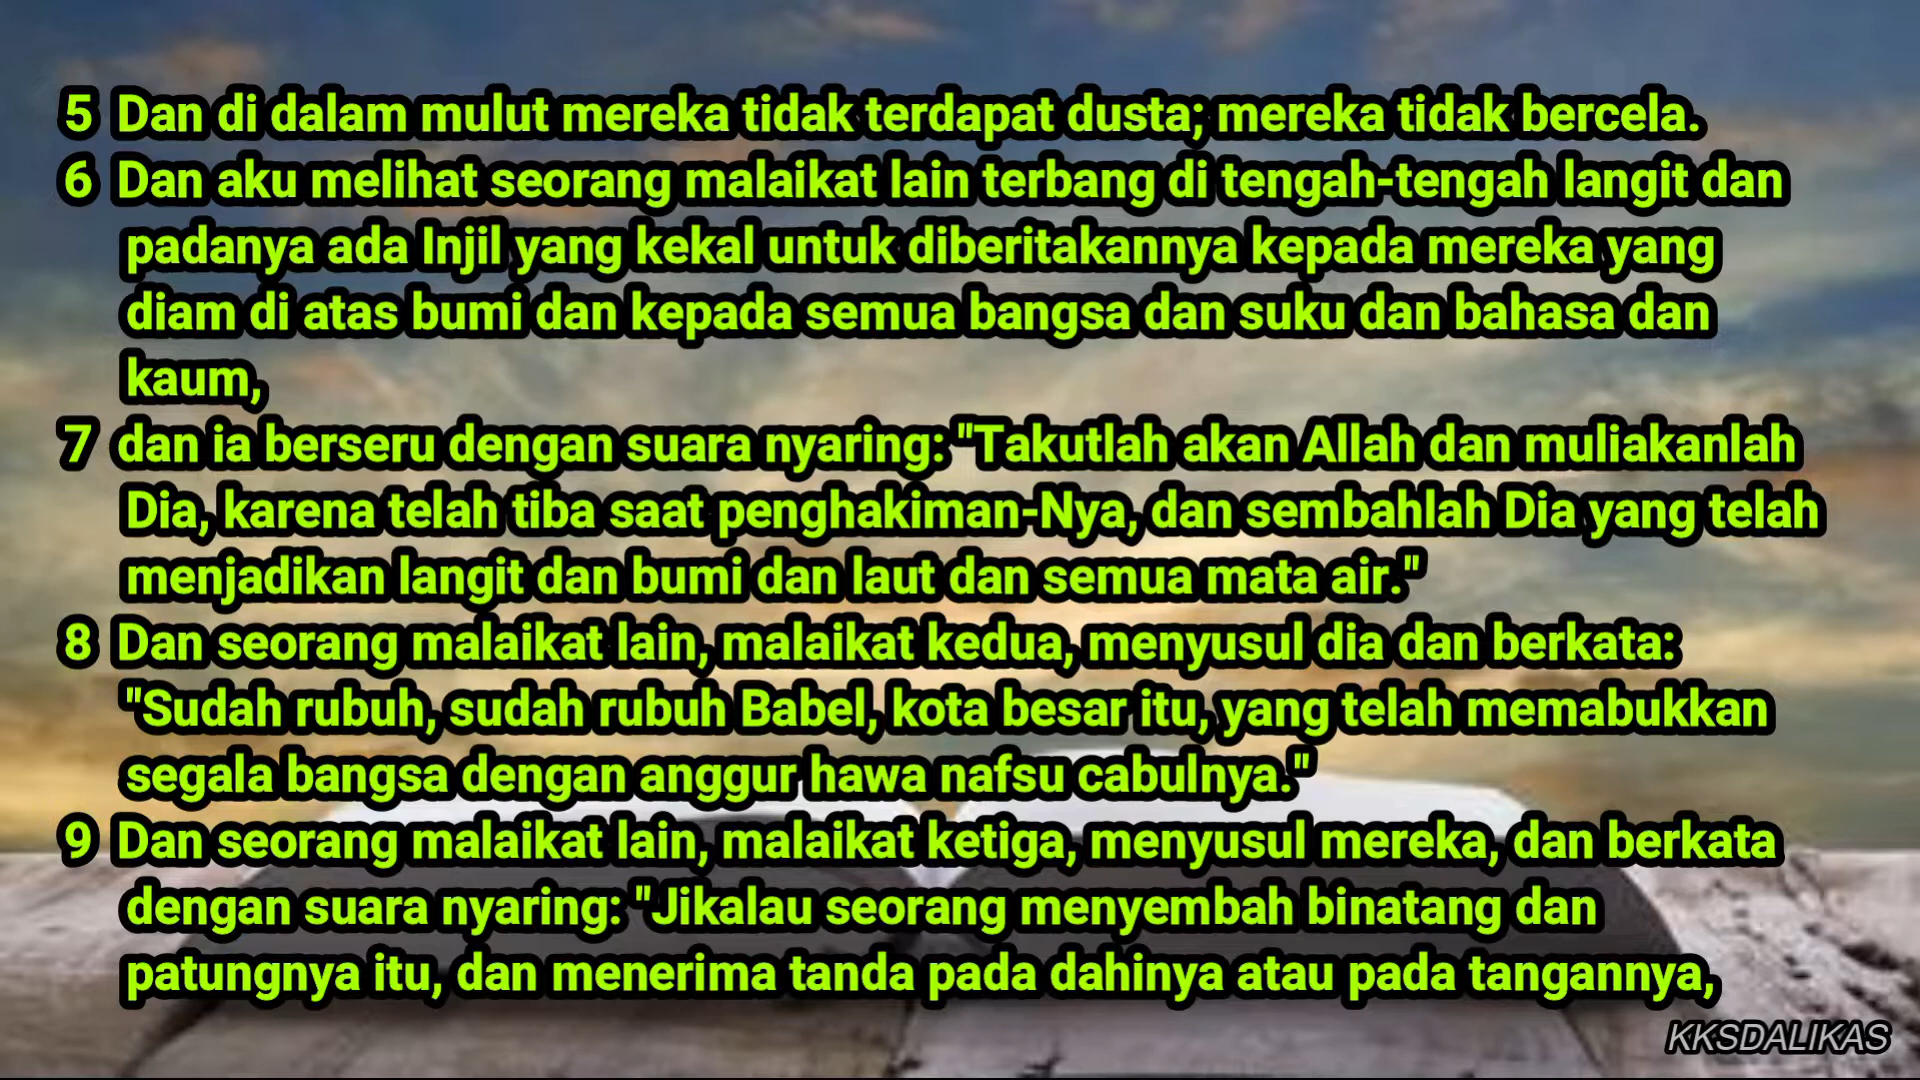 5 Dan di dalam mulut mereka tidak terdapat dusta; mereka tidak bercela.
6 Dan aku melihat seorang malaikat lain terbang di tengah-tengah langit dan
padanya ada Injil yang kekal untuk diberitakannya kepada mereka yang
diam di atas bumi dan kepada semua bangsa dan suku dan bahasa dan
kaum,
7 dan ia berseru dengan suara nyaring: "Takutlah akan Allah dan muliakanlah
Dia, karena telah tiba saat penghakiman-Nya, dan sembahlah Dia yang telah
menjadikan langit dan bumi dan laut dan semua mata air."
8 Dan seorang malaikat lain, malaikat kedua, menyusul dia dan berkata:
"Sudah rubuh, sudah rubuh Babel, kota besar itu, yang telah memabukkan
segala bangsa dengan anggur hawa nafsu cabulnya."
9 Dan seorang malaikat lain, malaikat ketiga, menyusul mereka, dan berkata
dengan suara nyaring: "Jikalau seorang menyembah binatang dan
patungnya itu, dan menerima tanda pada dahinya atau pada tangannya,
KKSDALIKAS